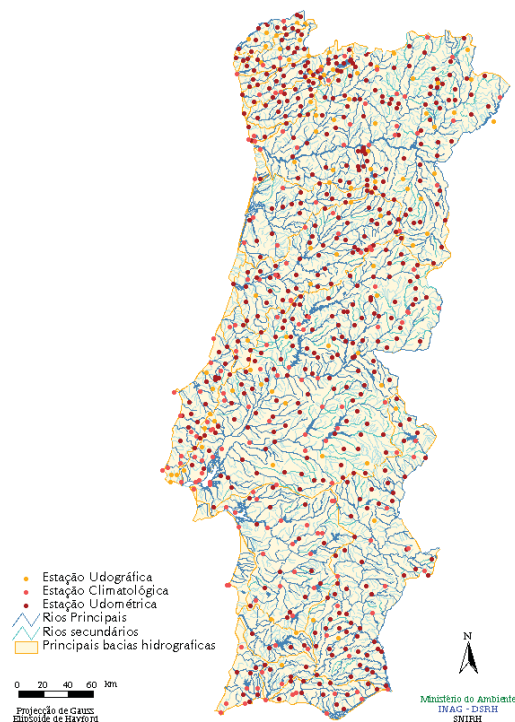 Estação Udográfica
Estação Climatológica
Estação Udométrica
Rios Principais
Rios secundários
Principais bacias hidrograficas
0 20 40 60 km
Projecção de Gauss
Elipsoide de Hayford
N
Ministério do Ambiente
INAG - DSRH
SNIRH